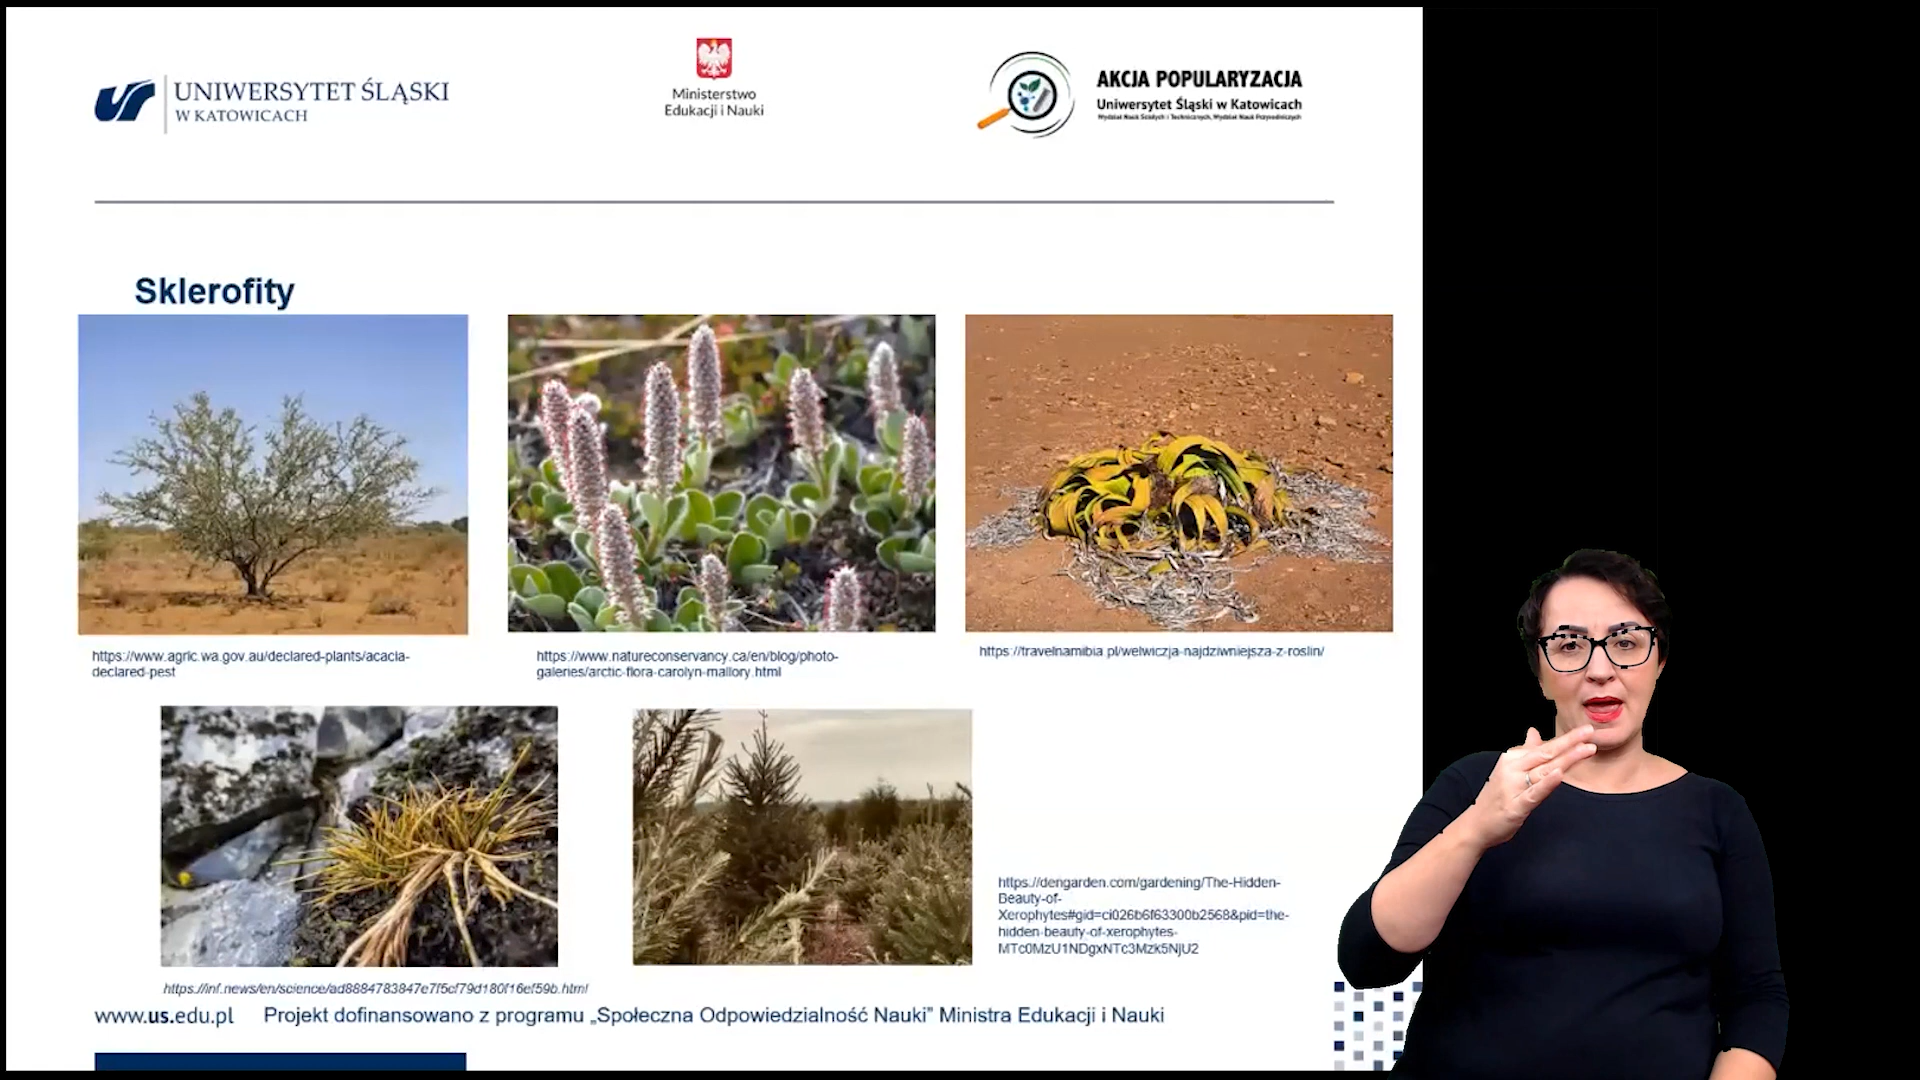 UNIWERSYTET ŚLĄSKI
W KATOWICACH
Ministerstwo
Edukacji i Nauki
AKCJA POPULARYZACJA
Uniwersytet Śląski w Katowicach
Wydział Nauk Ścisłych i Technicznych, Wydział Nauk Przyrodniczych
Sklerofity
https://www.agric.wa.gov.au/declared-plants/acacia-
declared-pest
https://www.natureconservancy.ca/en/blog/photo-
galeries/arctic-flora-carolyn-mallory.html
https://travelnamibia.pl/welwiczja-najdziwniejsza-z-roslin/
https://dengarden.com/gardening/The-Hidden-
Beauty-of-
Xerophytes#gid=ci026b6f63300b2568&pid=the-
hidden-beauty-of-xerophytes-
MTc0MzU1NDgxNTc3Mzk5NjU2
https://inf.news/en/science/ad8884783847e7f5cf79d180f16ef59b.html
www.us.edu.pl
Projekt dofinansowano z programu „Społeczna Odpowiedzialność Nauki” Ministra Edukacji i Nauki